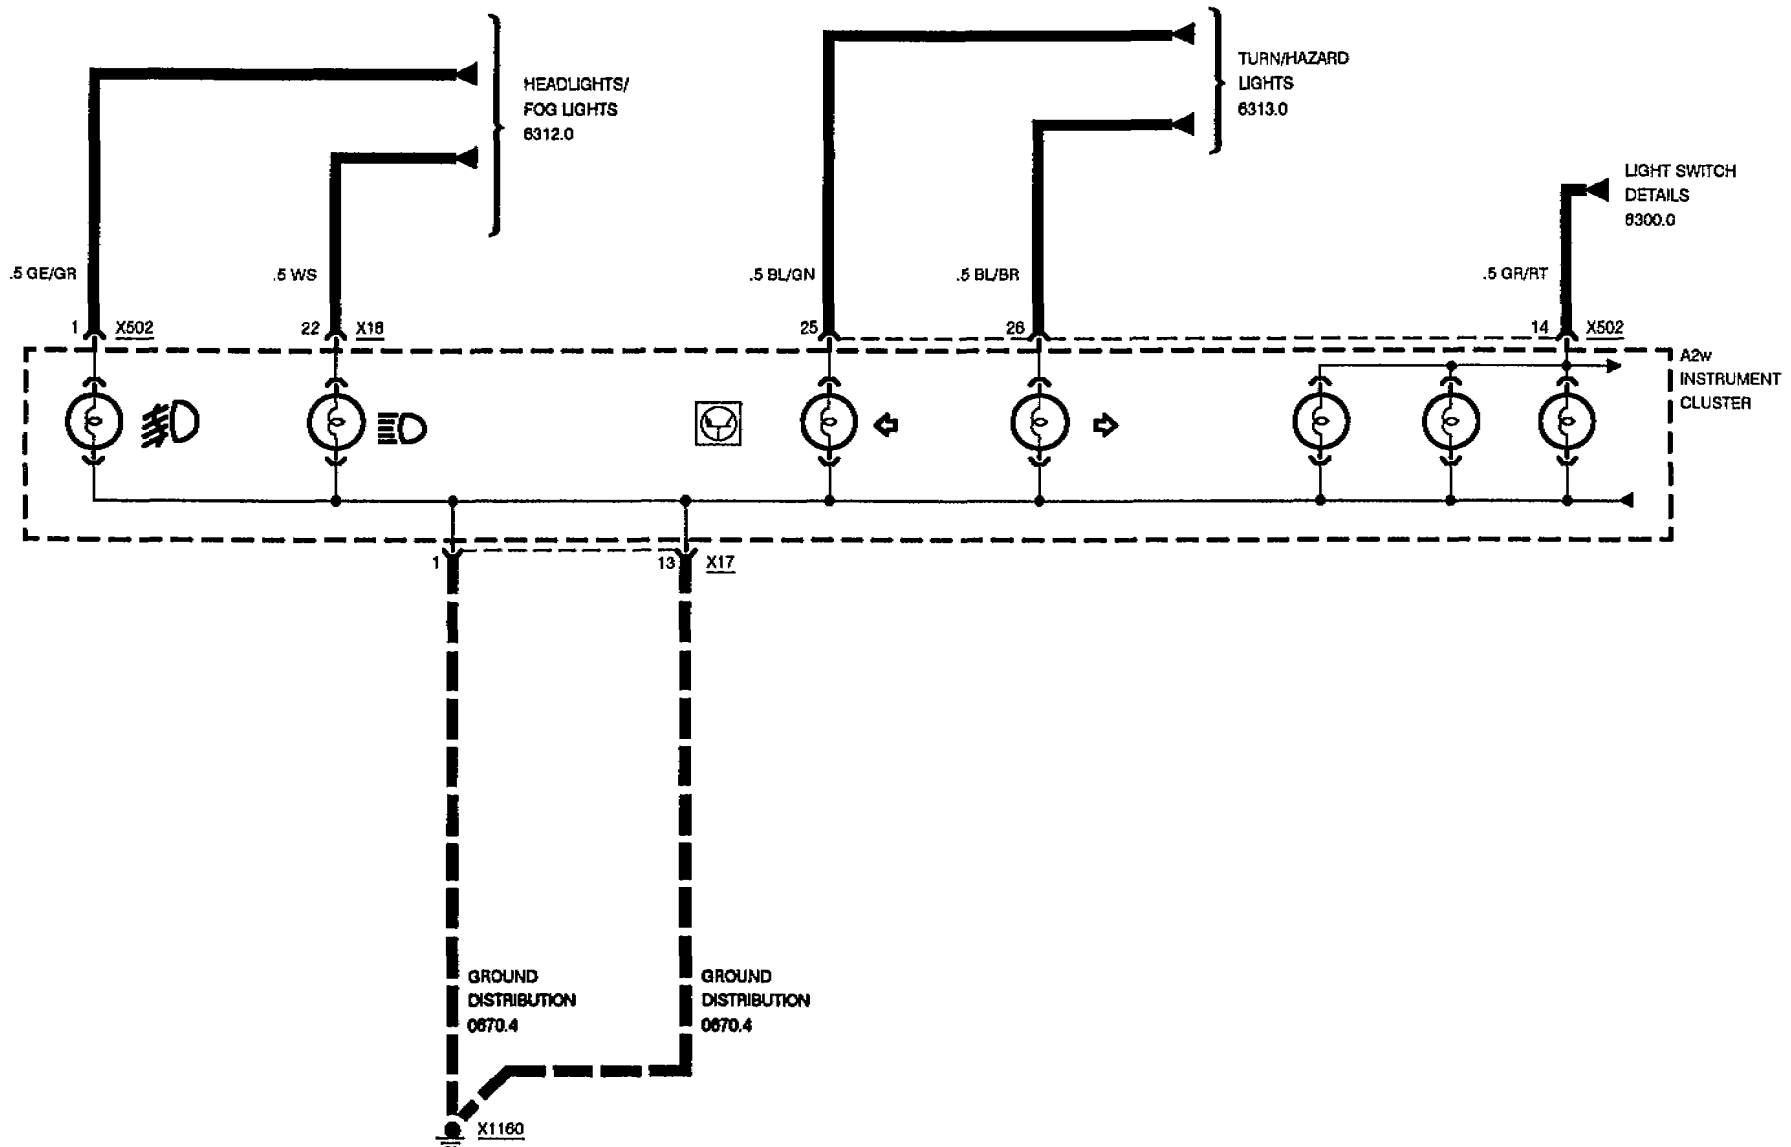 HEADLIGHTS/
FOG LIGHTS
6312.0
TURN/HAZARD
LIGHTS
6313.0
LIGHT SWITCH
DETAILS
6300.0
.5 GE/GR
.5 WS
.5 BL/GN
.5 BL/BR
.5 GR/RT
1 X502
22 X16
25
26
14 X502
A2w
INSTRUMENT
CLUSTER
1
13 X17
GROUND
DISTRIBUTION
0670.4
GROUND
DISTRIBUTION
0670.4
X1160